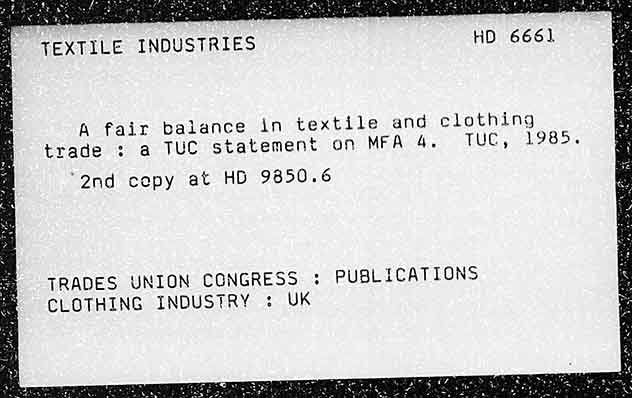 TEXTILE INDUSTRIES HD 6661
A fair balance in textile and clothing
trade : a TUC statement on MFA 4. TUC, 1985.
2nd copy at HD 9850.6
TRADES UNION CONGRESS : PUBLICATIONS
CLOTHING INDUSTRY : UK